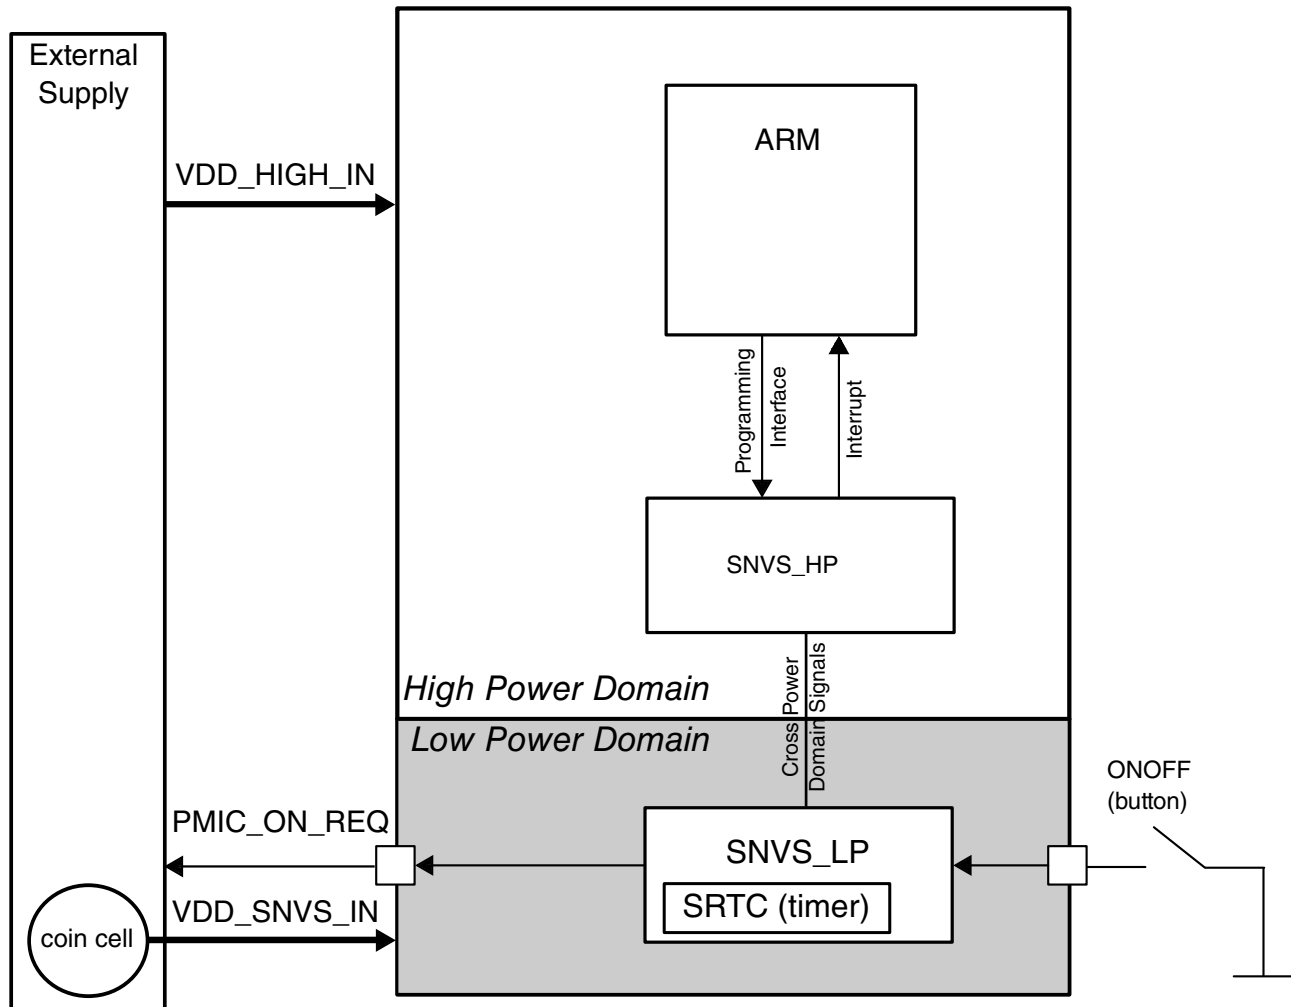 External
Supply
VDD_HIGH_IN
ARM
Programming
Interface
Interrupt
SNVS_HP
Cross Power
Domain Signals
High Power Domain
Low Power Domain
ONOFF
(button)
PMIC_ON_REQ
SNVS_LP
SRTC (timer)
VDD_SNVS_IN
coin cell